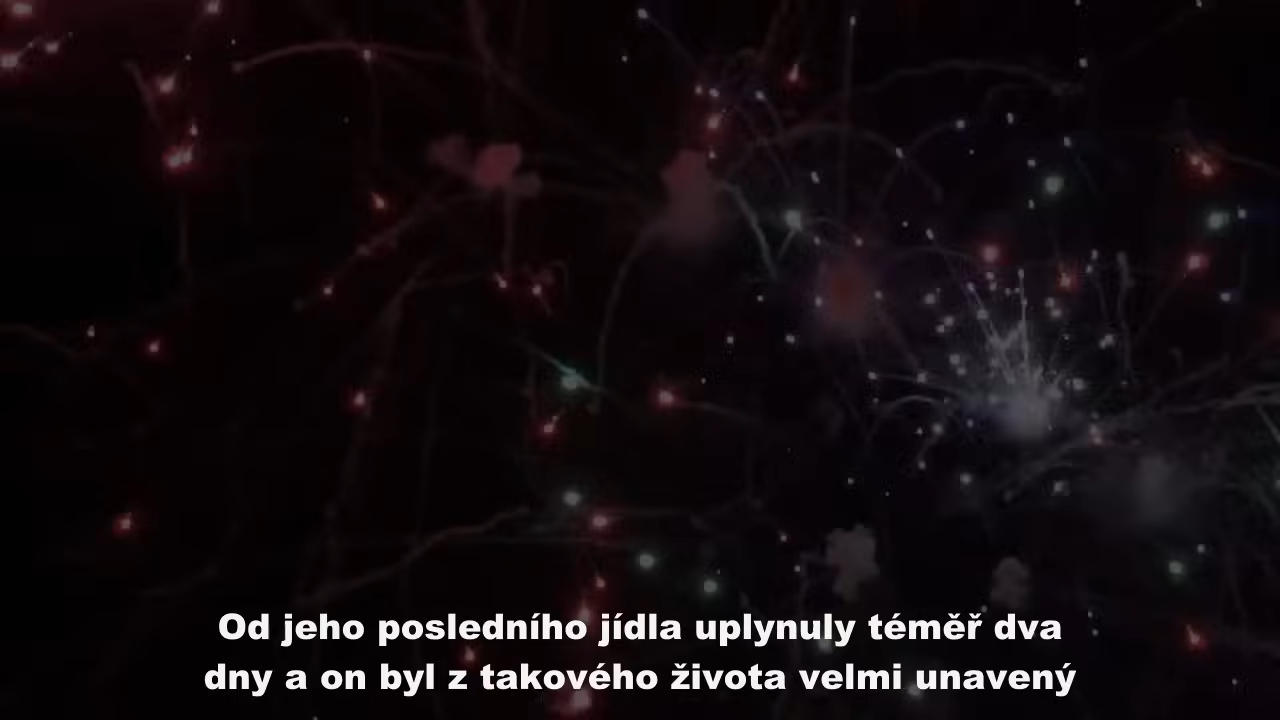 Od jeho posledního jídla uplynuly téměř dva
dny a on byl z takového života velmi unavený